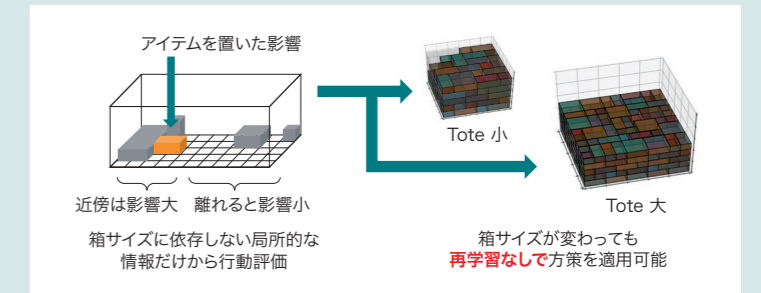 アイテムを置いた影響
近傍は影響大 離れると影響小
箱サイズに依存しない局所的な
情報だけから行動評価
Tote 小
Tote 大
箱サイズが変わっても
再学習なしで方策を適用可能